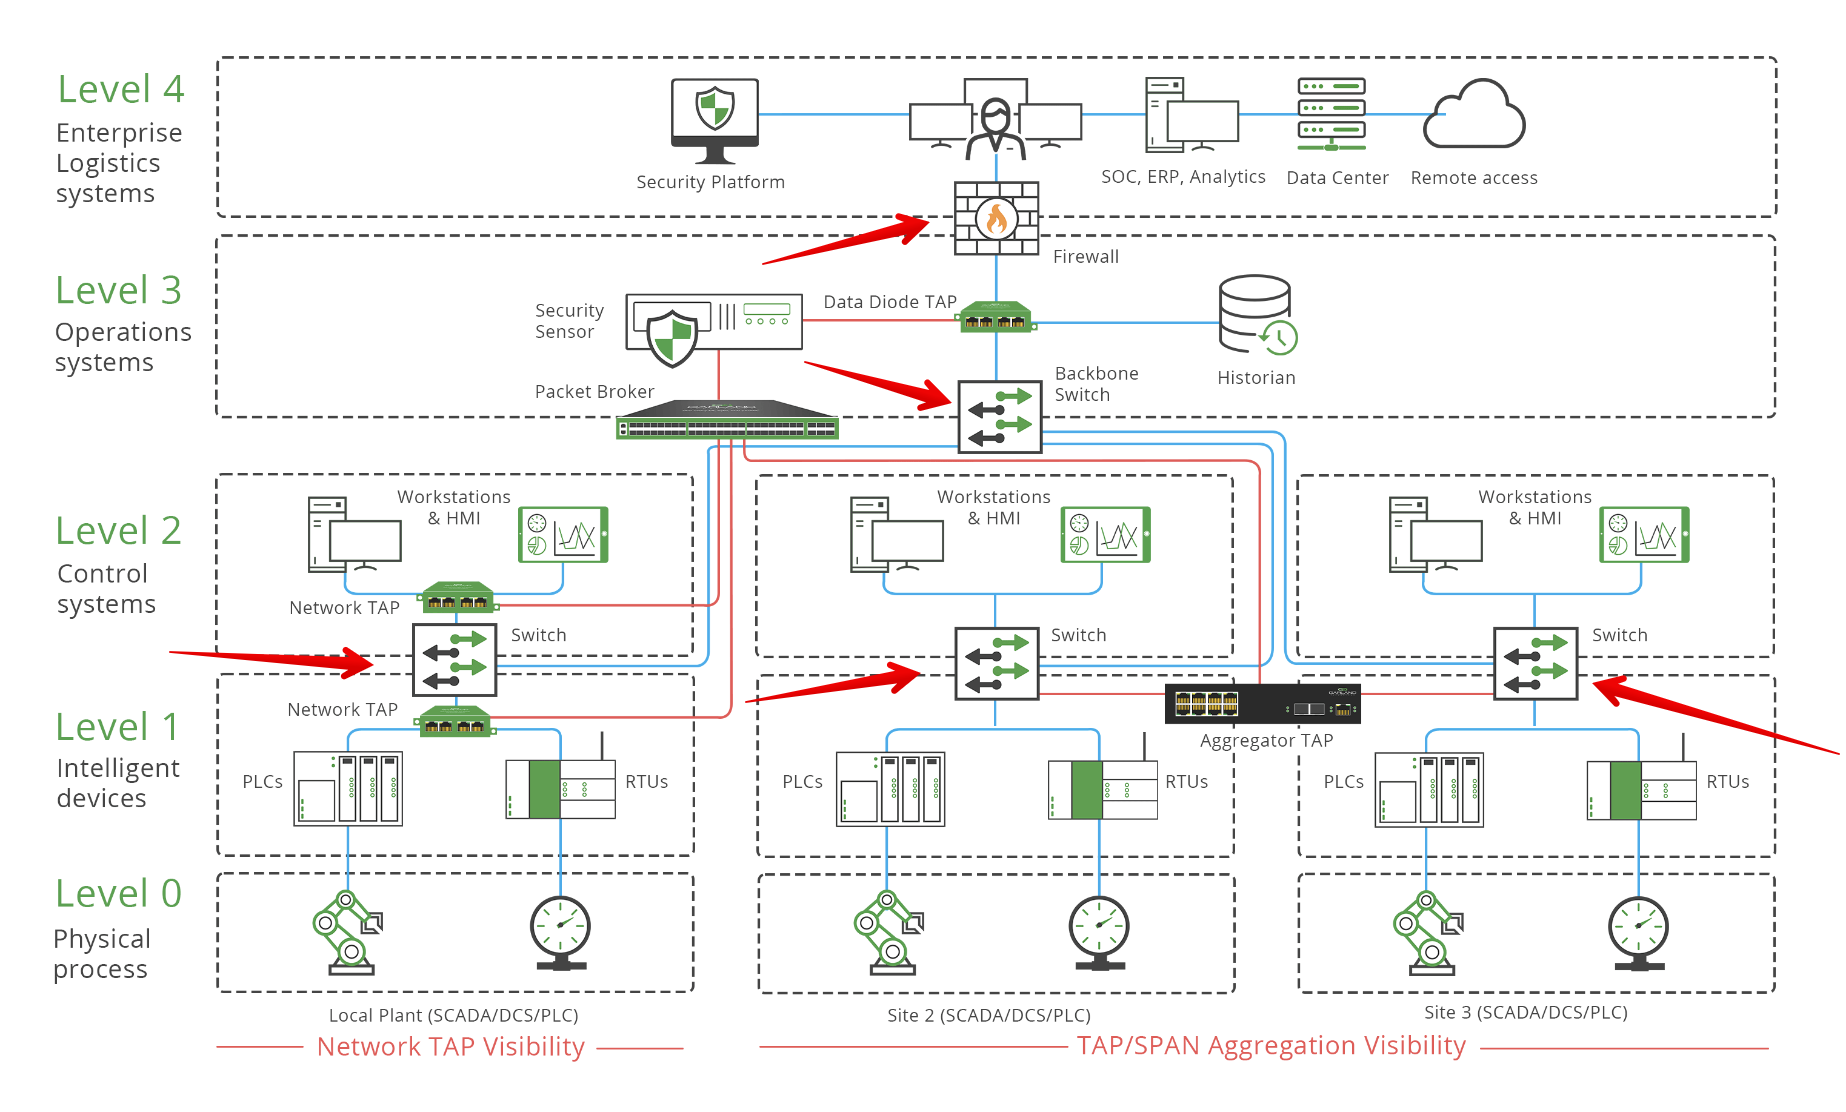 Level 4
Enterprise
Logistics
systems
Security Platform
SOC, ERP, Analytics
Data Center
Remote access
Firewall
Level 3
Operations
systems
Security
Sensor
Data Diode TAP
Historian
Packet Broker
Backbone
Switch
Level 2
Control
systems
Workstations
& HMI
Network TAP
Switch
Workstations
& HMI
Switch
Workstations
& HMI
Switch
Level 1
Intelligent
devices
Network TAP
PLCs
RTUs
PLCs
RTUs
Aggregator TAP
PLCs
RTUs
Level 0
Physical
process
Local Plant (SCADA/DCS/PLC)
Site 2 (SCADA/DCS/PLC)
Site 3 (SCADA/DCS/PLC)
Network TAP Visibility
TAP/SPAN Aggregation Visibility